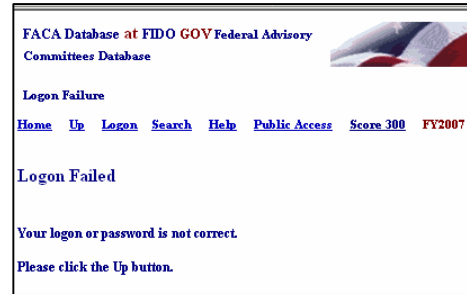 FACA Database at FIDO GOV Federal Advisory
Committees Database
Logon Failure
Home Up Logon Search Help Public Access Score 300 FY2007
Logon Failed
Your logon or password is not correct.
Please click the Up button.